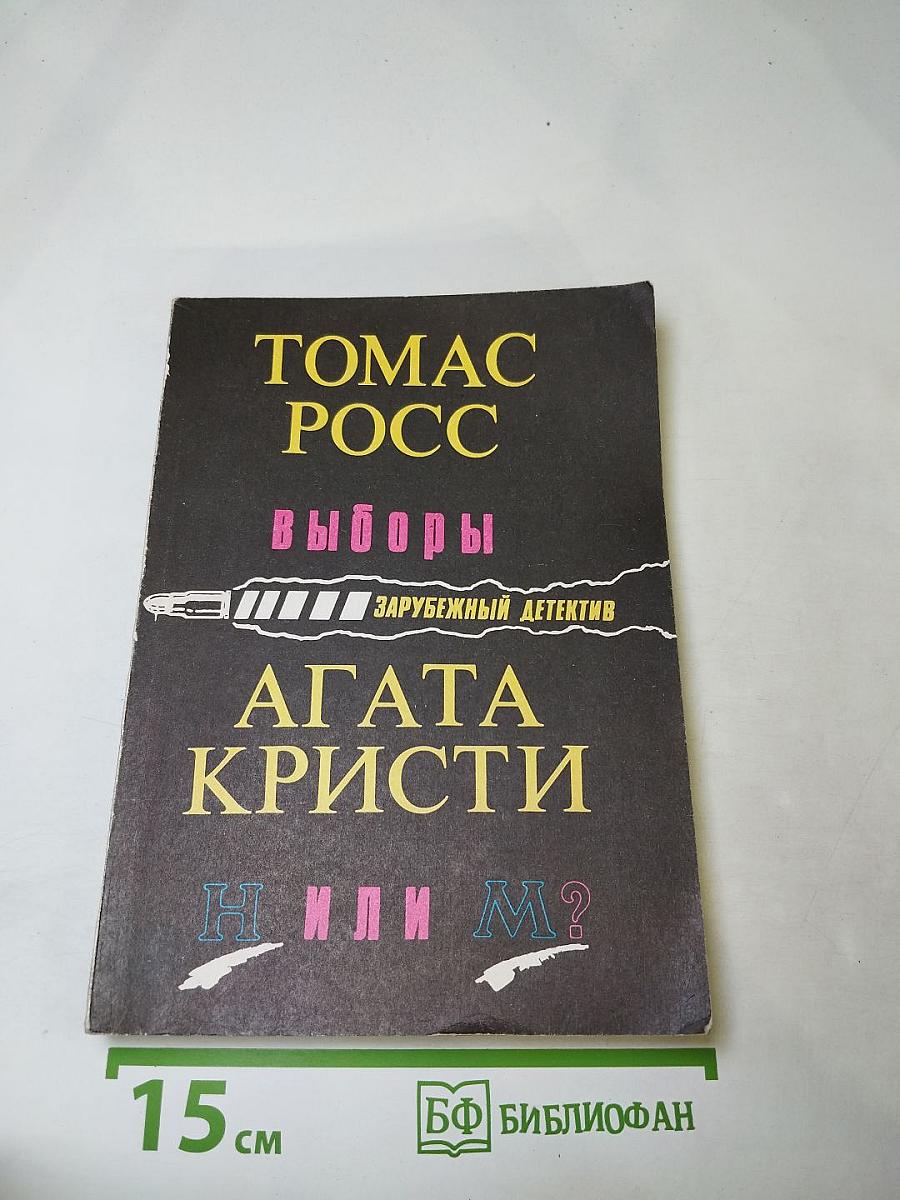 ТОМАС
РОСС
выборы
ЗАРУБЕЖНЫЙ ДЕТЕКТИВ
АГАТА
КРИСТИ
Н или М?
15 см
БФ БИБЛИОФАН